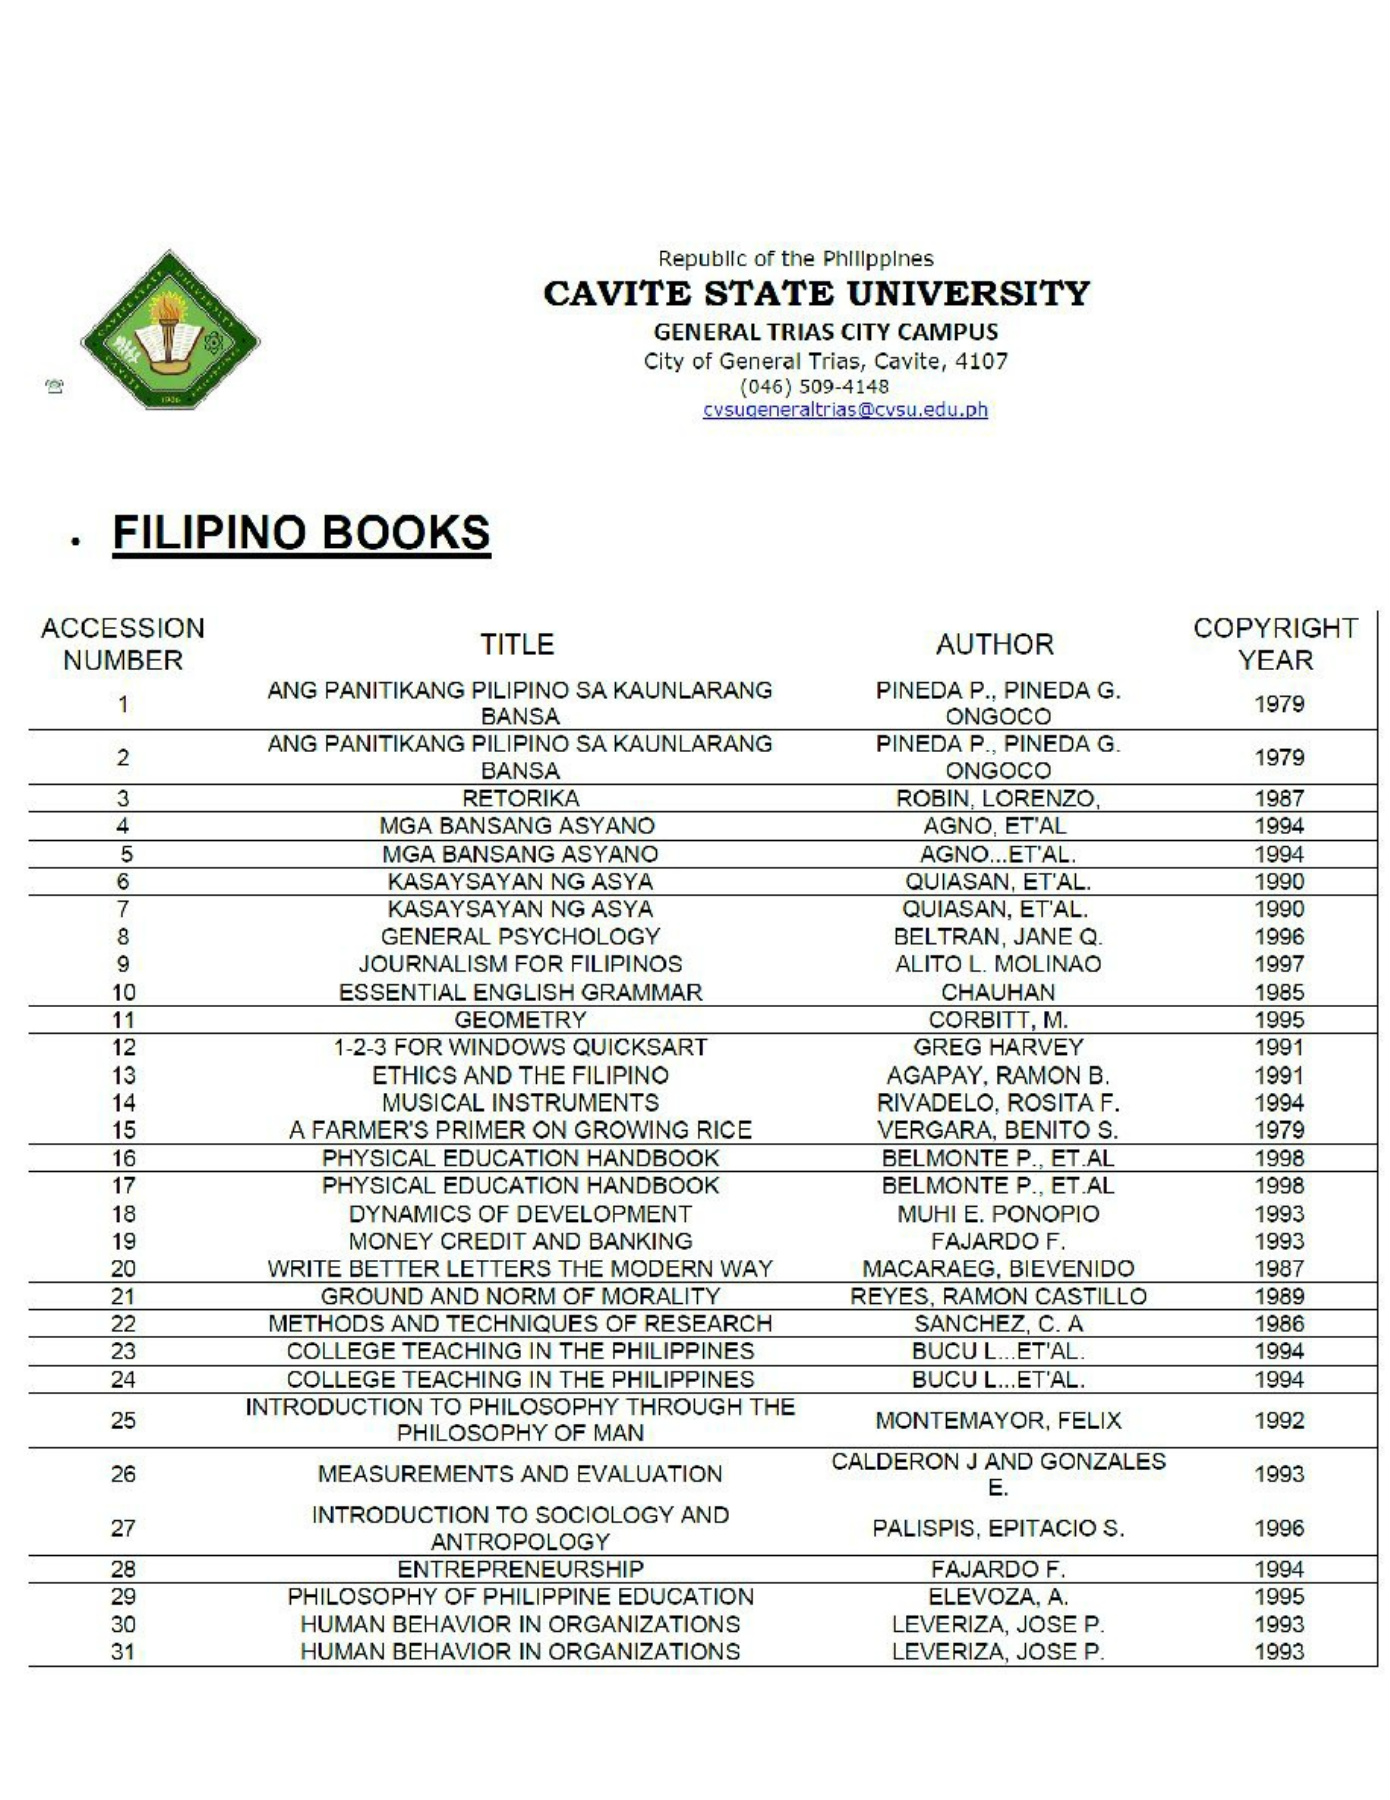 Republic of the Philippines
CAVITE STATE UNIVERSITY
GENERAL TRIAS CITY CAMPUS
City of General Trias, Cavite, 4107
(046) 509-4148
cvsugeneraltrias@cvsu.edu.ph
CAVITE STATE UNIVERSITY
CAVITE
1906
• FILIPINO BOOKS
ACCESSION NUMBER TITLE AUTHOR COPYRIGHT YEAR
1 ANG PANITIKANG PILIPINO SA KAUNLARANG BANSA PINEDA P., PINEDA G. ONGOCO 1979
2 ANG PANITIKANG PILIPINO SA KAUNLARANG BANSA PINEDA P., PINEDA G. ONGOCO 1979
3 RETORIKA ROBIN, LORENZO, 1987
4 MGA BANSANG ASYANO AGNO, ET'AL 1994
5 MGA BANSANG ASYANO AGNO...ET'AL. 1994
6 KASAYSAYAN NG ASYA QUIASAN, ET'AL. 1990
7 KASAYSAYAN NG ASYA QUIASAN, ET'AL. 1990
8 GENERAL PSYCHOLOGY BELTRAN, JANE Q. 1996
9 JOURNALISM FOR FILIPINOS ALITO L. MOLINAO 1997
10 ESSENTIAL ENGLISH GRAMMAR CHAUHAN 1985
11 GEOMETRY CORBITT, M. 1995
12 1-2-3 FOR WINDOWS QUICKSART GREG HARVEY 1991
13 ETHICS AND THE FILIPINO AGAPAY, RAMON B. 1991
14 MUSICAL INSTRUMENTS RIVADELO, ROSITA F. 1994
15 A FARMER'S PRIMER ON GROWING RICE VERGARA, BENITO S. 1979
16 PHYSICAL EDUCATION HANDBOOK BELMONTE P., ET.AL 1998
17 PHYSICAL EDUCATION HANDBOOK BELMONTE P., ET.AL 1998
18 DYNAMICS OF DEVELOPMENT MUHI E. PONOPIO 1993
19 MONEY CREDIT AND BANKING FAJARDO F. 1993
20 WRITE BETTER LETTERS THE MODERN WAY MACARAEG, BIEVENIDO 1987
21 GROUND AND NORM OF MORALITY REYES, RAMON CASTILLO 1989
22 METHODS AND TECHNIQUES OF RESEARCH SANCHEZ, C. A 1986
23 COLLEGE TEACHING IN THE PHILIPPINES BUCU L...ET'AL. 1994
24 COLLEGE TEACHING IN THE PHILIPPINES BUCU L...ET'AL. 1994
25 INTRODUCTION TO PHILOSOPHY THROUGH THE PHILOSOPHY OF MAN MONTEMAYOR, FELIX 1992
26 MEASUREMENTS AND EVALUATION CALDERON J AND GONZALES E. 1993
27 INTRODUCTION TO SOCIOLOGY AND ANTROPOLOGY PALISPIS, EPITACIO S. 1996
28 ENTREPRENEURSHIP FAJARDO F. 1994
29 PHILOSOPHY OF PHILIPPINE EDUCATION ELEVOZA, A. 1995
30 HUMAN BEHAVIOR IN ORGANIZATIONS LEVERIZA, JOSE P. 1993
31 HUMAN BEHAVIOR IN ORGANIZATIONS LEVERIZA, JOSE P. 1993